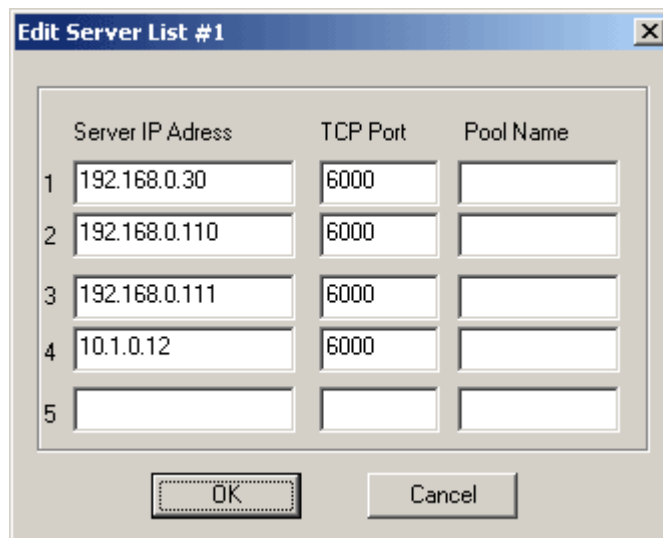 Edit Server List #1
Server IP Adress TCP Port Pool Name
1 192.168.0.30 6000
2 192.168.0.110 6000
3 192.168.0.111 6000
4 10.1.0.12 6000
5
OK Cancel